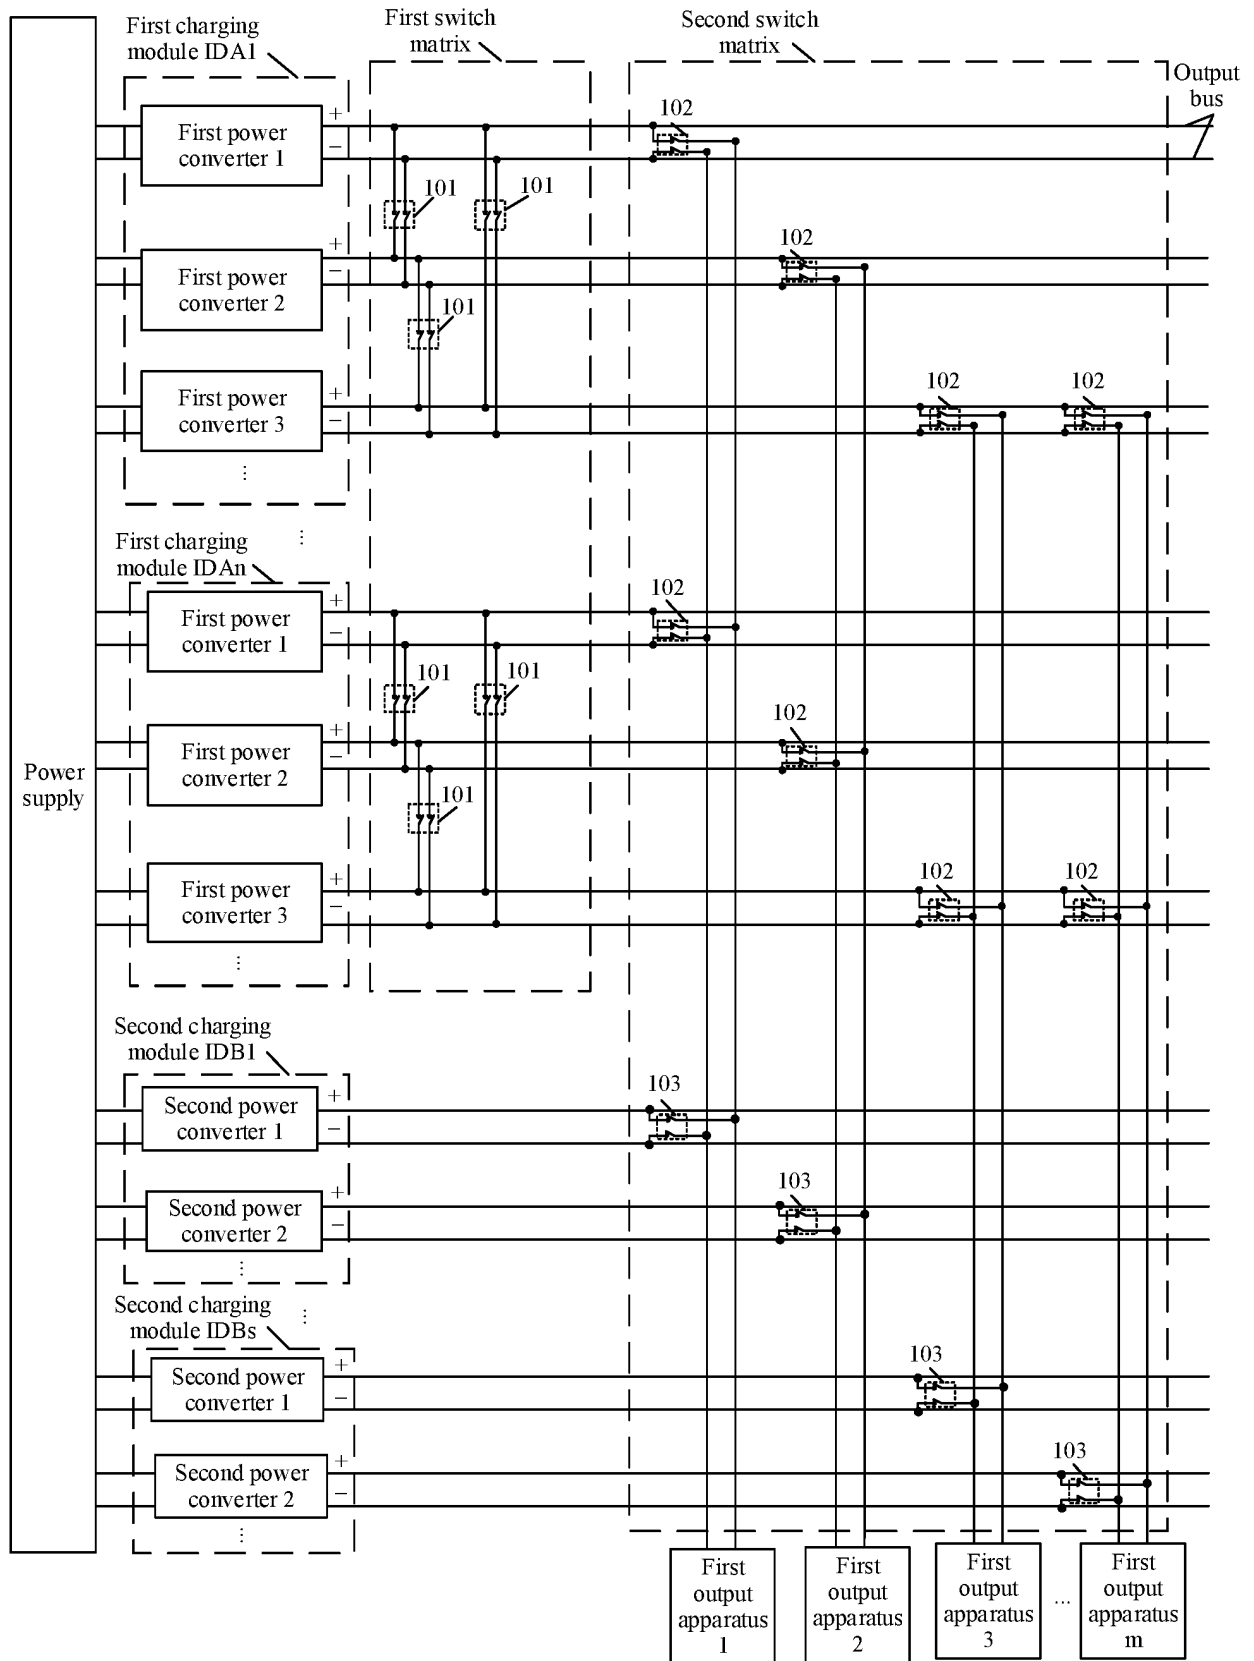 First charging
module IDA1
First switch
matrix
Second switch
matrix
Output
bus
First power
converter 1
+
−
102
101
101
First power
converter 2
+
−
102
101
First power
converter 3
+
−
102
102
⋮
⋮
First charging
module IDAn
First power
converter 1
+
−
102
101
101
Power
supply
First power
converter 2
+
−
102
101
First power
converter 3
+
−
102
102
⋮
Second charging
module IDB1
Second power
converter 1
+
−
103
Second power
converter 2
+
−
103
⋮
⋮
Second charging
module IDBs
Second power
converter 1
+
−
103
Second power
converter 2
+
−
103
⋮
First
output
apparatus
1
First
output
apparatus
2
First
output
apparatus
3
...
First
output
apparatus
m